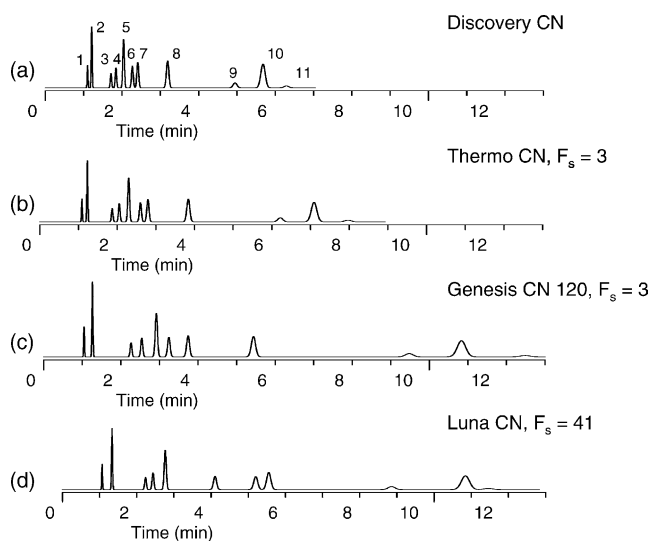 Discovery CN
(a)
1 2 3 4 5 6 7 8 9 10 11
0 2 4 6 8 10 12
Time (min)
Thermo CN, Fs = 3
(b)
0 2 4 6 8 10 12
Time (min)
Genesis CN 120, Fs = 3
(c)
0 2 4 6 8 10 12
Time (min)
Luna CN, Fs = 41
(d)
0 2 4 6 8 10 12
Time (min)